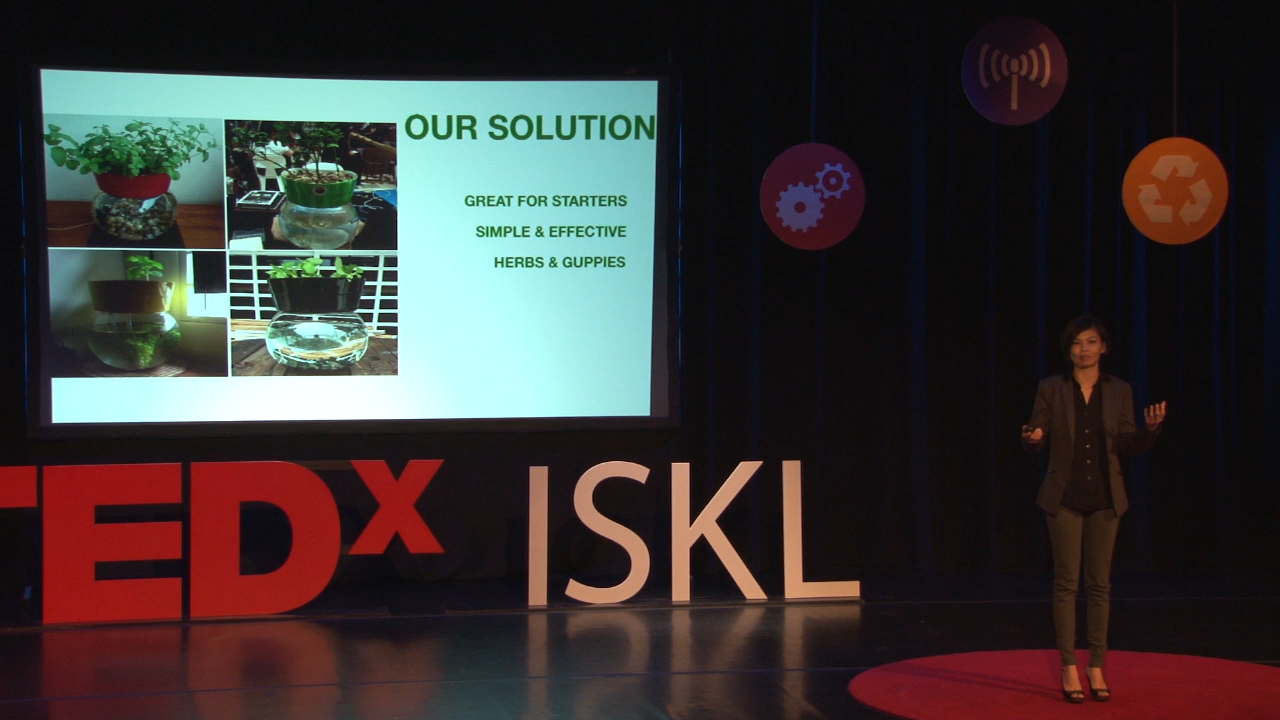 OUR SOLUTION
GREAT FOR STARTERS
SIMPLE & EFFECTIVE
HERBS & GUPPIES
TEDx ISKL